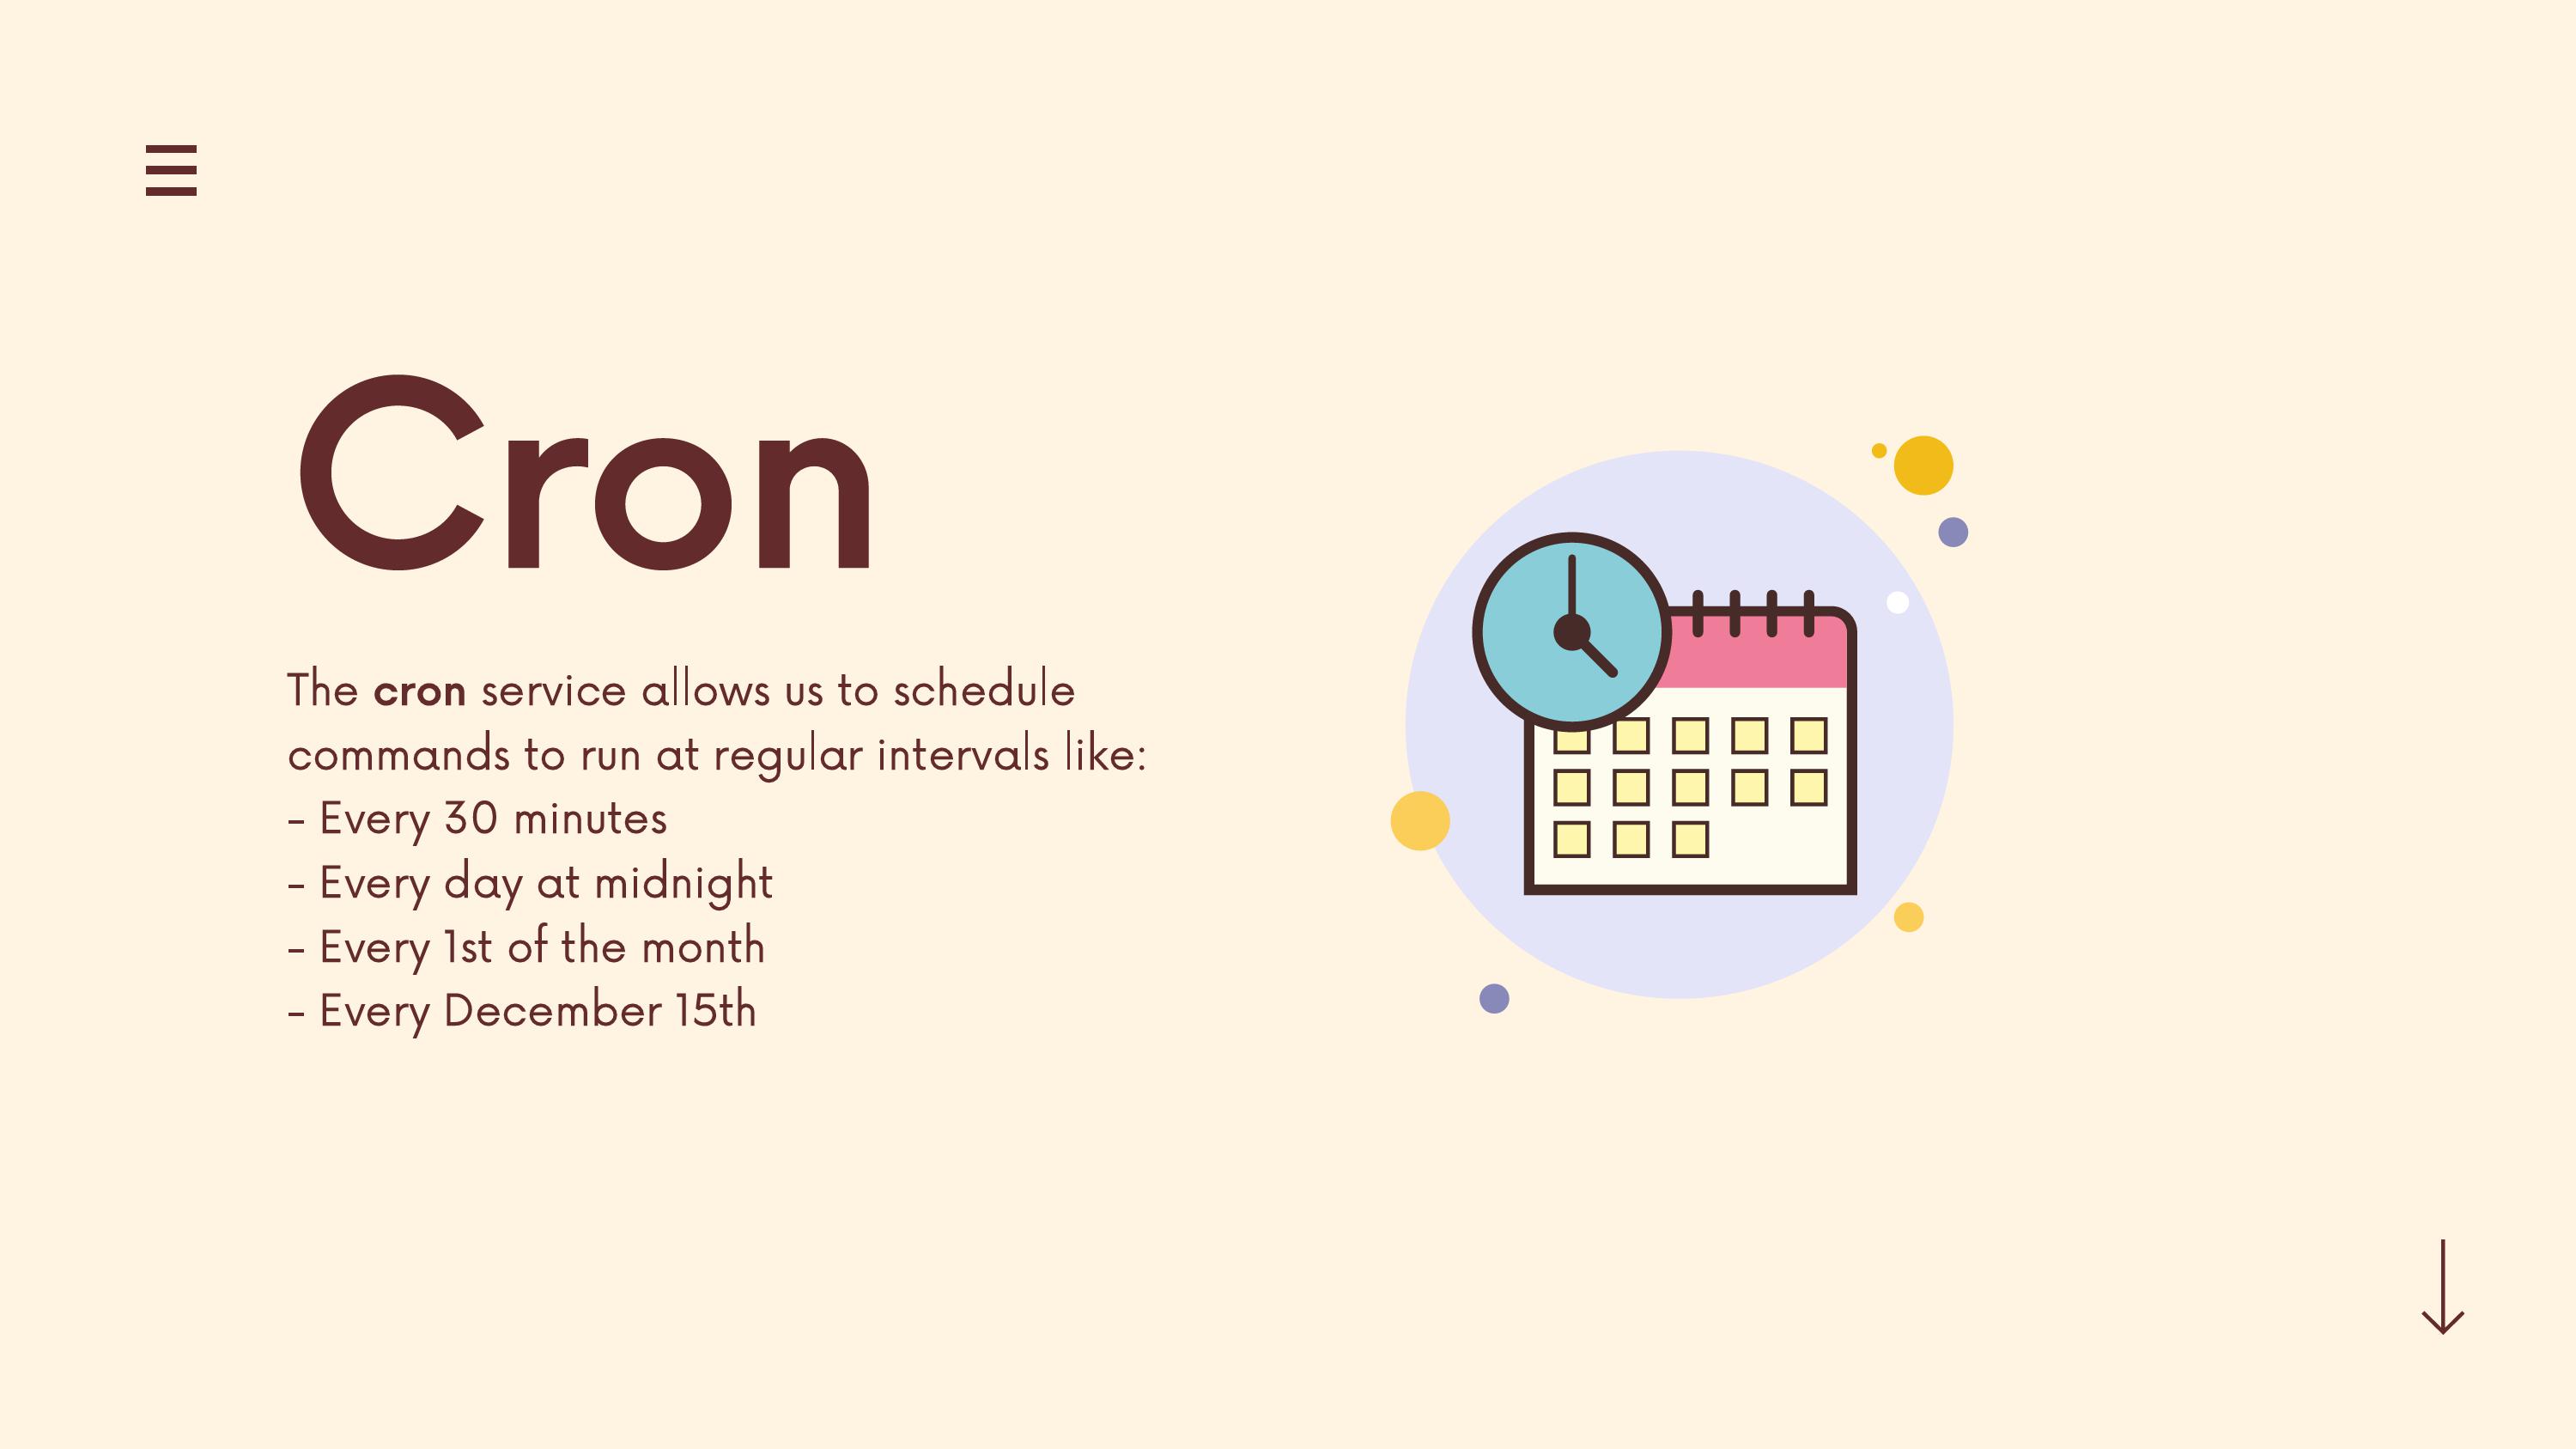 Cron
The cron service allows us to schedule
commands to run at regular intervals like:
- Every 30 minutes
- Every day at midnight
- Every 1st of the month
- Every December 15th